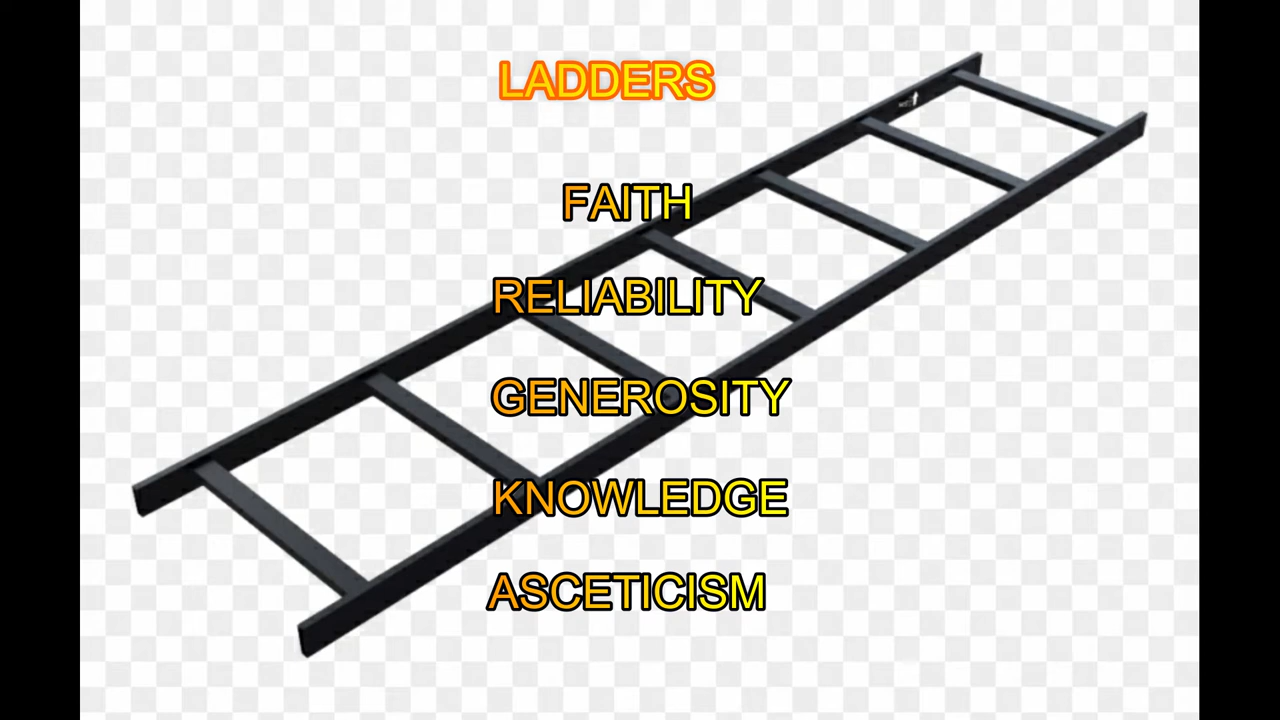 LADDERS
FAITH
RELIABILITY
GENEROSITY
KNOWLEDGE
ASCETICISM